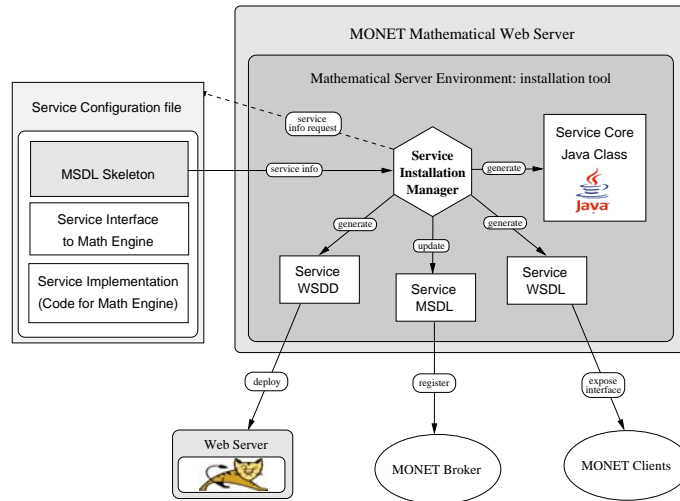 MONET Mathematical Web Server
Mathematical Server Environment: installation tool
Service Configuration file
service
info request
MSDL Skeleton
service info
Service
Installation
Manager
generate
Service Core
Java Class
Java
Service Interface
to Math Engine
Service Implementation
(Code for Math Engine)
generate
update
generate
Service
WSDD
Service
MSDL
Service
WSDL
deploy
register
expose
interface
Web Server
MONET Broker
MONET Clients